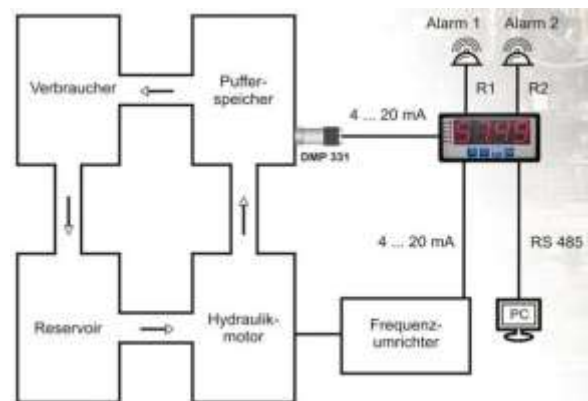 Alarm 1
Alarm 2
Verbraucher
Puffer-
speicher
R1
R2
4 ... 20 mA
DMP 331
4 ... 20 mA
RS 485
Reservoir
Hydraulik-
motor
Frequenz-
umrichter
PC